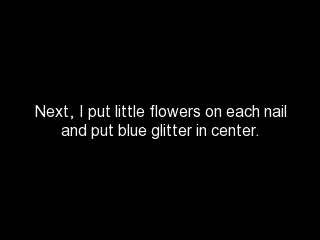 Next, I put little flowers on each nail
and put blue glitter in center.